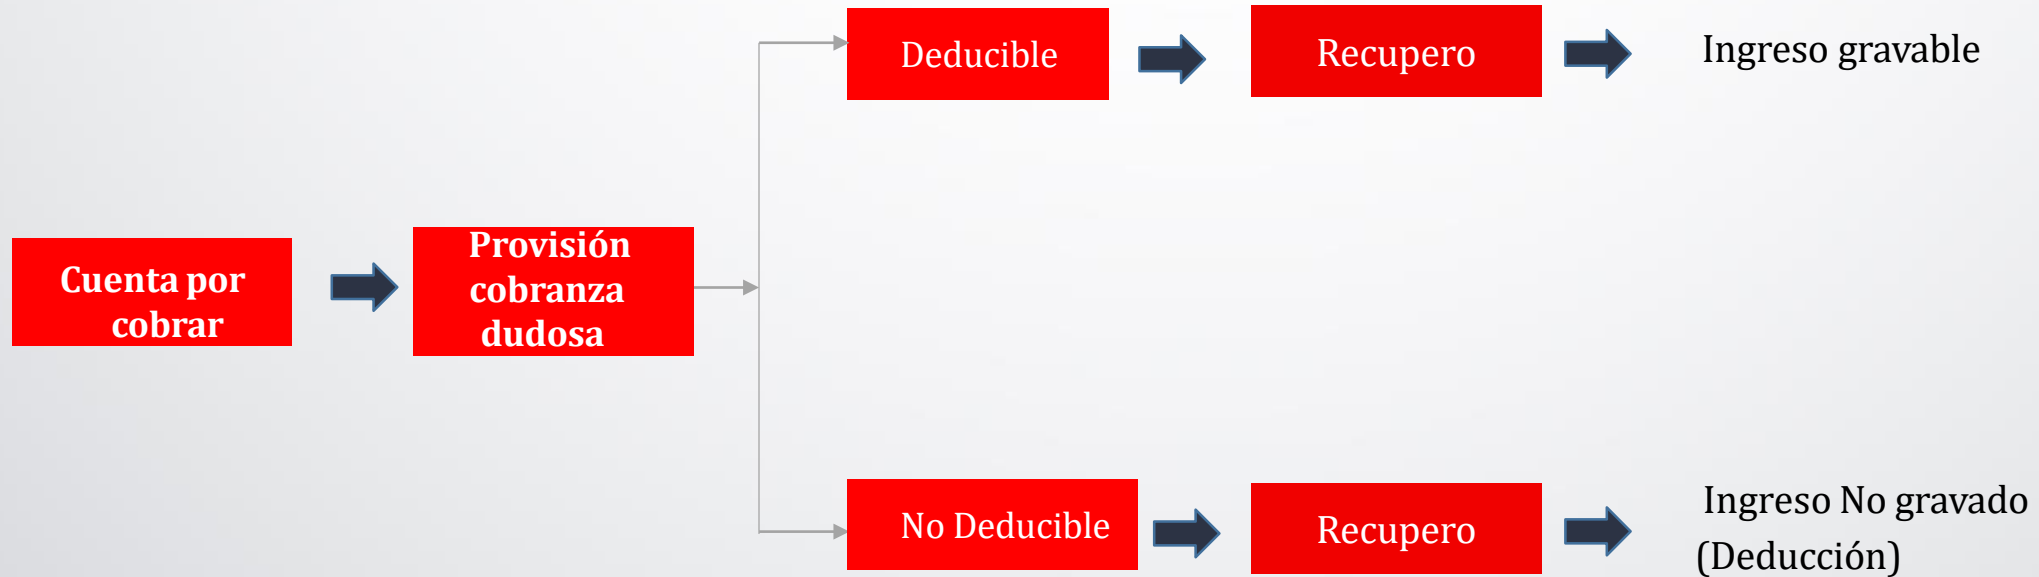 Deducible
Recupero
Ingreso gravable
Cuenta por
cobrar
Provisión
cobranza
dudosa
No Deducible
Recupero
Ingreso No gravado
(Deducción)